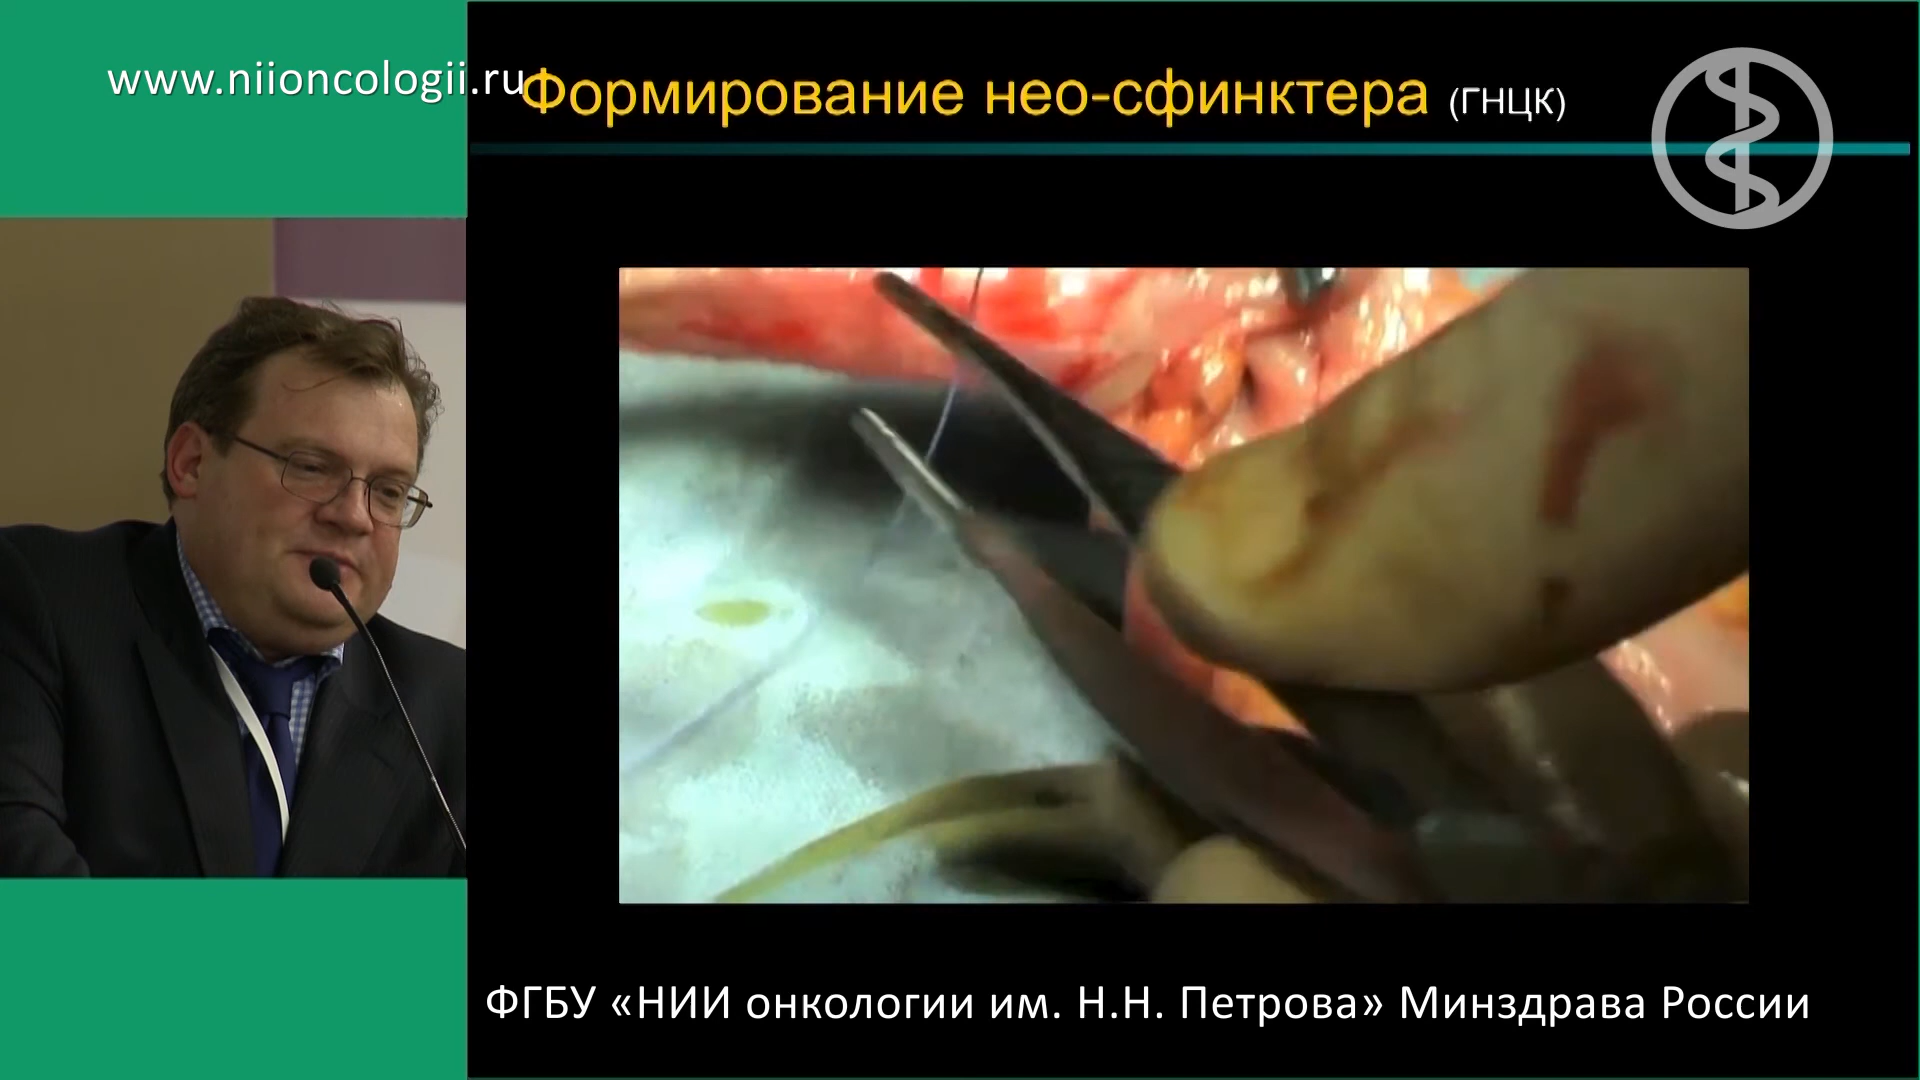 www.niioncologii.ru
Формирование нео-сфинктера (ГНЦК)
ФГБУ «НИИ онкологии им. Н.Н. Петрова» Минздрава России